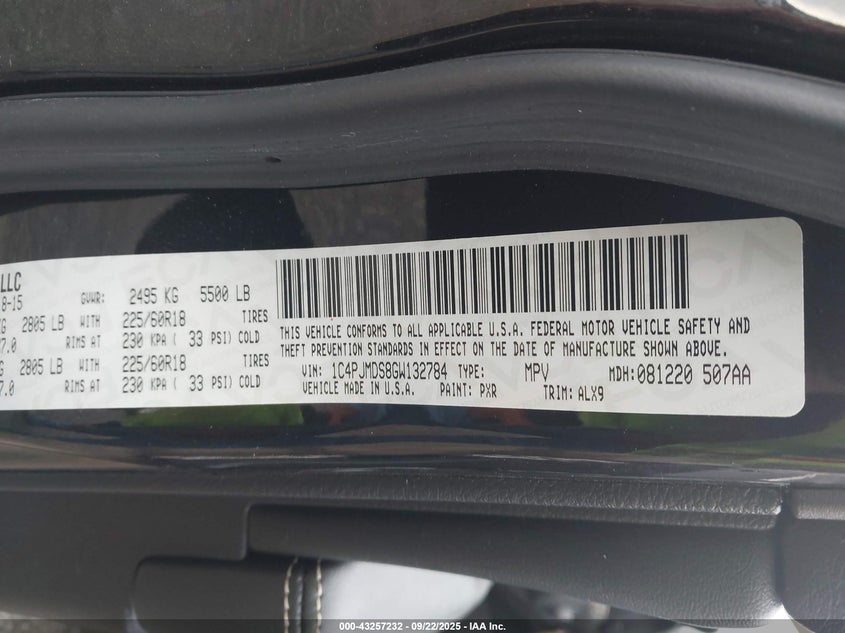 LLC
8-15 GVWR: 2495 KG 5500 LB
G 2805 LB WITH 225/60R18 TIRES
7.0 RIMS AT 230 KPA ( 33 PSI) COLD
G 2805 LB WITH 225/60R18 TIRES
7.0 RIMS AT 230 KPA ( 33 PSI) COLD
THIS VEHICLE CONFORMS TO ALL APPLICABLE U.S.A. FEDERAL MOTOR VEHICLE SAFETY AND
THEFT PREVENTION STANDARDS IN EFFECT ON THE DATE OF MANUFACTURE SHOWN ABOVE.
VIN: 1C4PJMDS8GW132784 TYPE: MPV MDH: 081220 507AA
VEHICLE MADE IN U.S.A. PAINT: PXR TRIM: ALX9
000-43257232 - 09/22/2025 - IAA Inc.